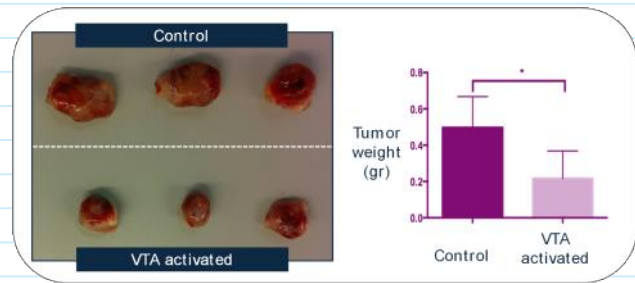 Control
VTA activated
*
0.8
0.6
0.4
0.2
0.0
Tumor
weight
(gr)
Control
VTA
activated